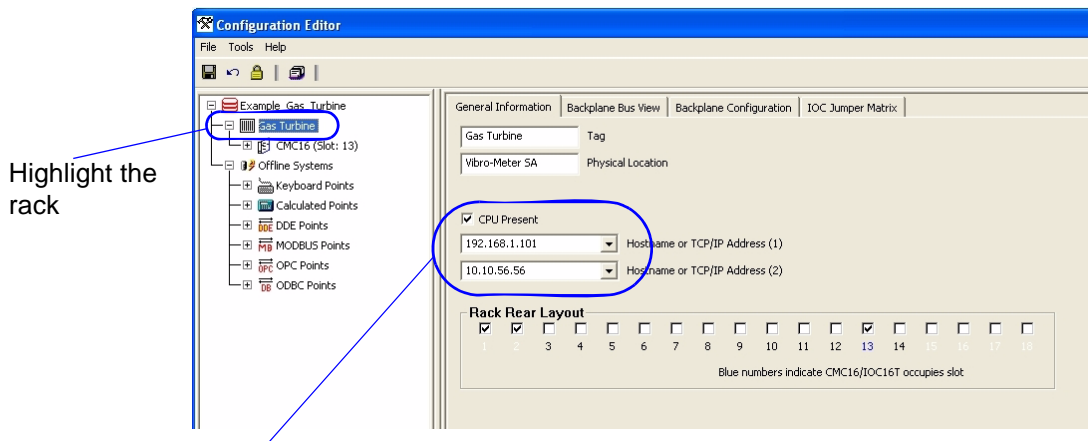 Configuration Editor
File Tools Help
Example_Gas_Turbine
Gas Turbine
CMC16 (Slot: 13)
Offline Systems
Keyboard Points
Calculated Points
DDE DDE Points
MB MODBUS Points
OPC OPC Points
DB ODBC Points
Highlight the
rack
General Information Backplane Bus View Backplane Configuration IOC Jumper Matrix
Gas Turbine Tag
Vibro-Meter SA Physical Location
CPU Present
192.168.1.101 Hostname or TCP/IP Address (1)
10.10.56.56 Hostname or TCP/IP Address (2)
Rack Rear Layout
1 2 3 4 5 6 7 8 9 10 11 12 13 14 15 16 17 18
Blue numbers indicate CMC16/IOC16T occupies slot